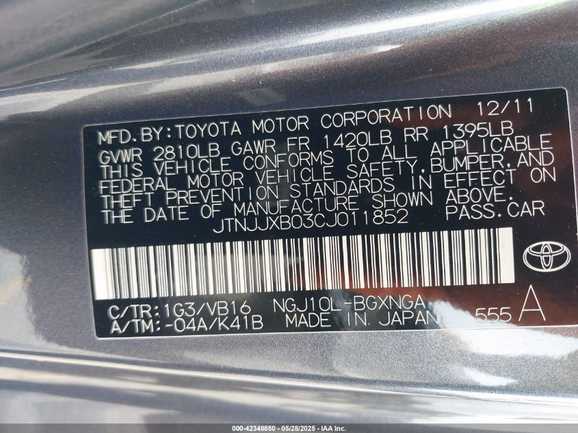 MFD. BY: TOYOTA MOTOR CORPORATION 12/11
GVWR 2810LB GAWR FR 1420LB RR 1395LB
THIS VEHICLE CONFORMS TO ALL APPLICABLE
FEDERAL MOTOR VEHICLE SAFETY,BUMPER,AND
THEFT PREVENTION STANDARDS IN EFFECT ON
THE DATE OF MANUFACTURE SHOWN ABOVE.
JTNJJXB03CJ011852 PASS.CAR
C/TR:1G3/VB16 NGJ10L-BGXNGA
A/TM:-04A/K41B MADE IN JAPAN 555 A
TOYOTA
000-42348650 - 05/28/2025 - IAA Inc.